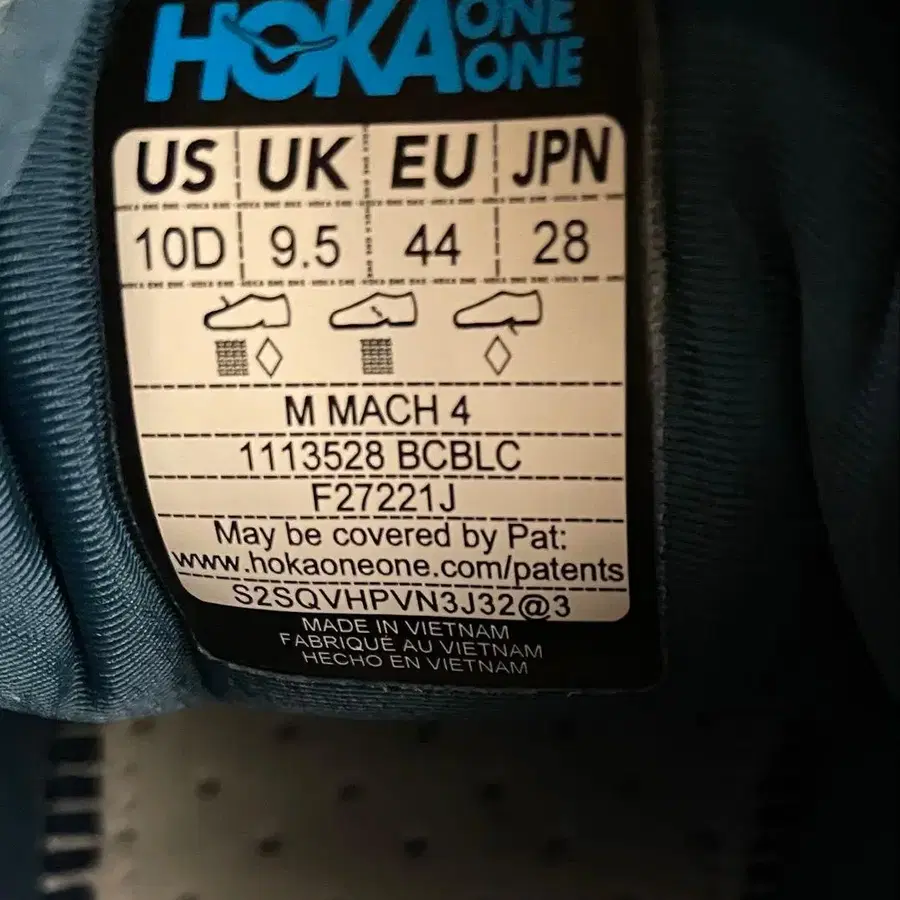 HOKA ONE ONE
US UK EU JPN
10D 9.5 44 28
M MACH 4
1113528 BCBLC
F27221J
May be covered by Pat:
www.hokaoneone.com/patents
S2SQVHPVN3J32@3
MADE IN VIETNAM
FABRIQUÉ AU VIETNAM
HECHO EN VIETNAM